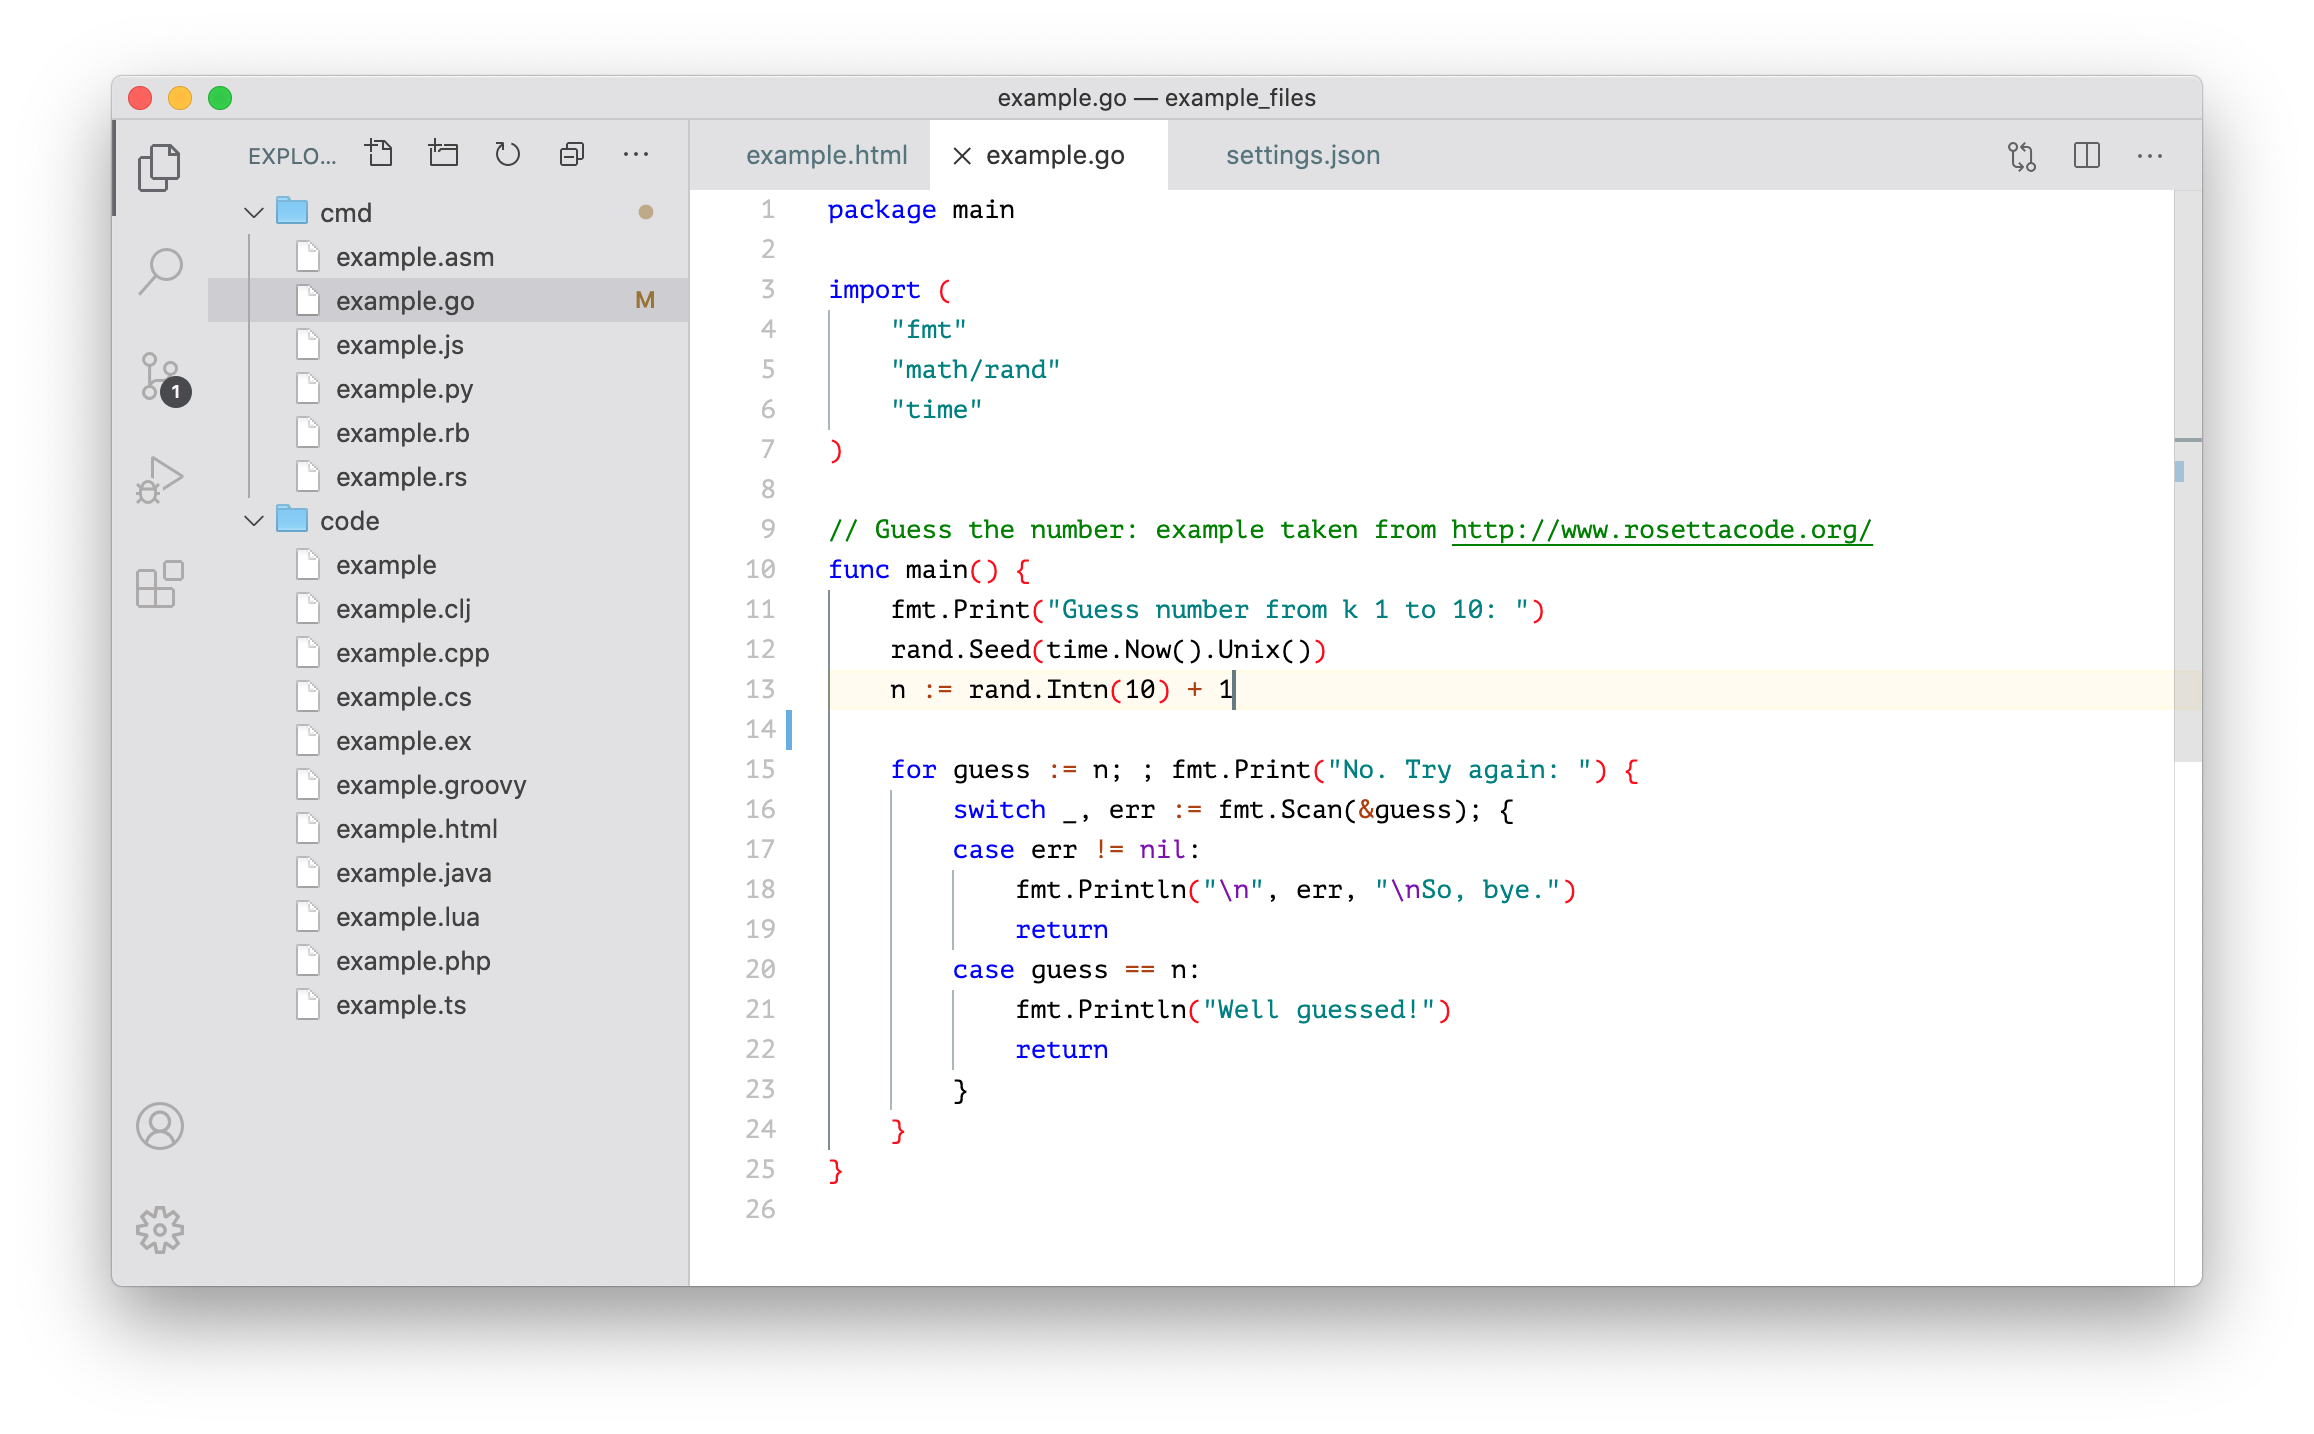 example.go — example_files
EXPLO...
cmd
example.asm
example.go M
example.js
example.py
example.rb
example.rs
code
example
example.clj
example.cpp
example.cs
example.ex
example.groovy
example.html
example.java
example.lua
example.php
example.ts
1
example.html example.go settings.json
1 package main
2
3 import (
4     "fmt"
5     "math/rand"
6     "time"
7 )
8
9 // Guess the number: example taken from http://www.rosettacode.org/
10 func main() {
11     fmt.Print("Guess number from k 1 to 10: ")
12     rand.Seed(time.Now().Unix())
13     n := rand.Intn(10) + 1
14
15     for guess := n; ; fmt.Print("No. Try again: ") {
16         switch _, err := fmt.Scan(&guess); {
17         case err != nil:
18             fmt.Println("\n", err, "\nSo, bye.")
19             return
20         case guess == n:
21             fmt.Println("Well guessed!")
22             return
23         }
24     }
25 }
26